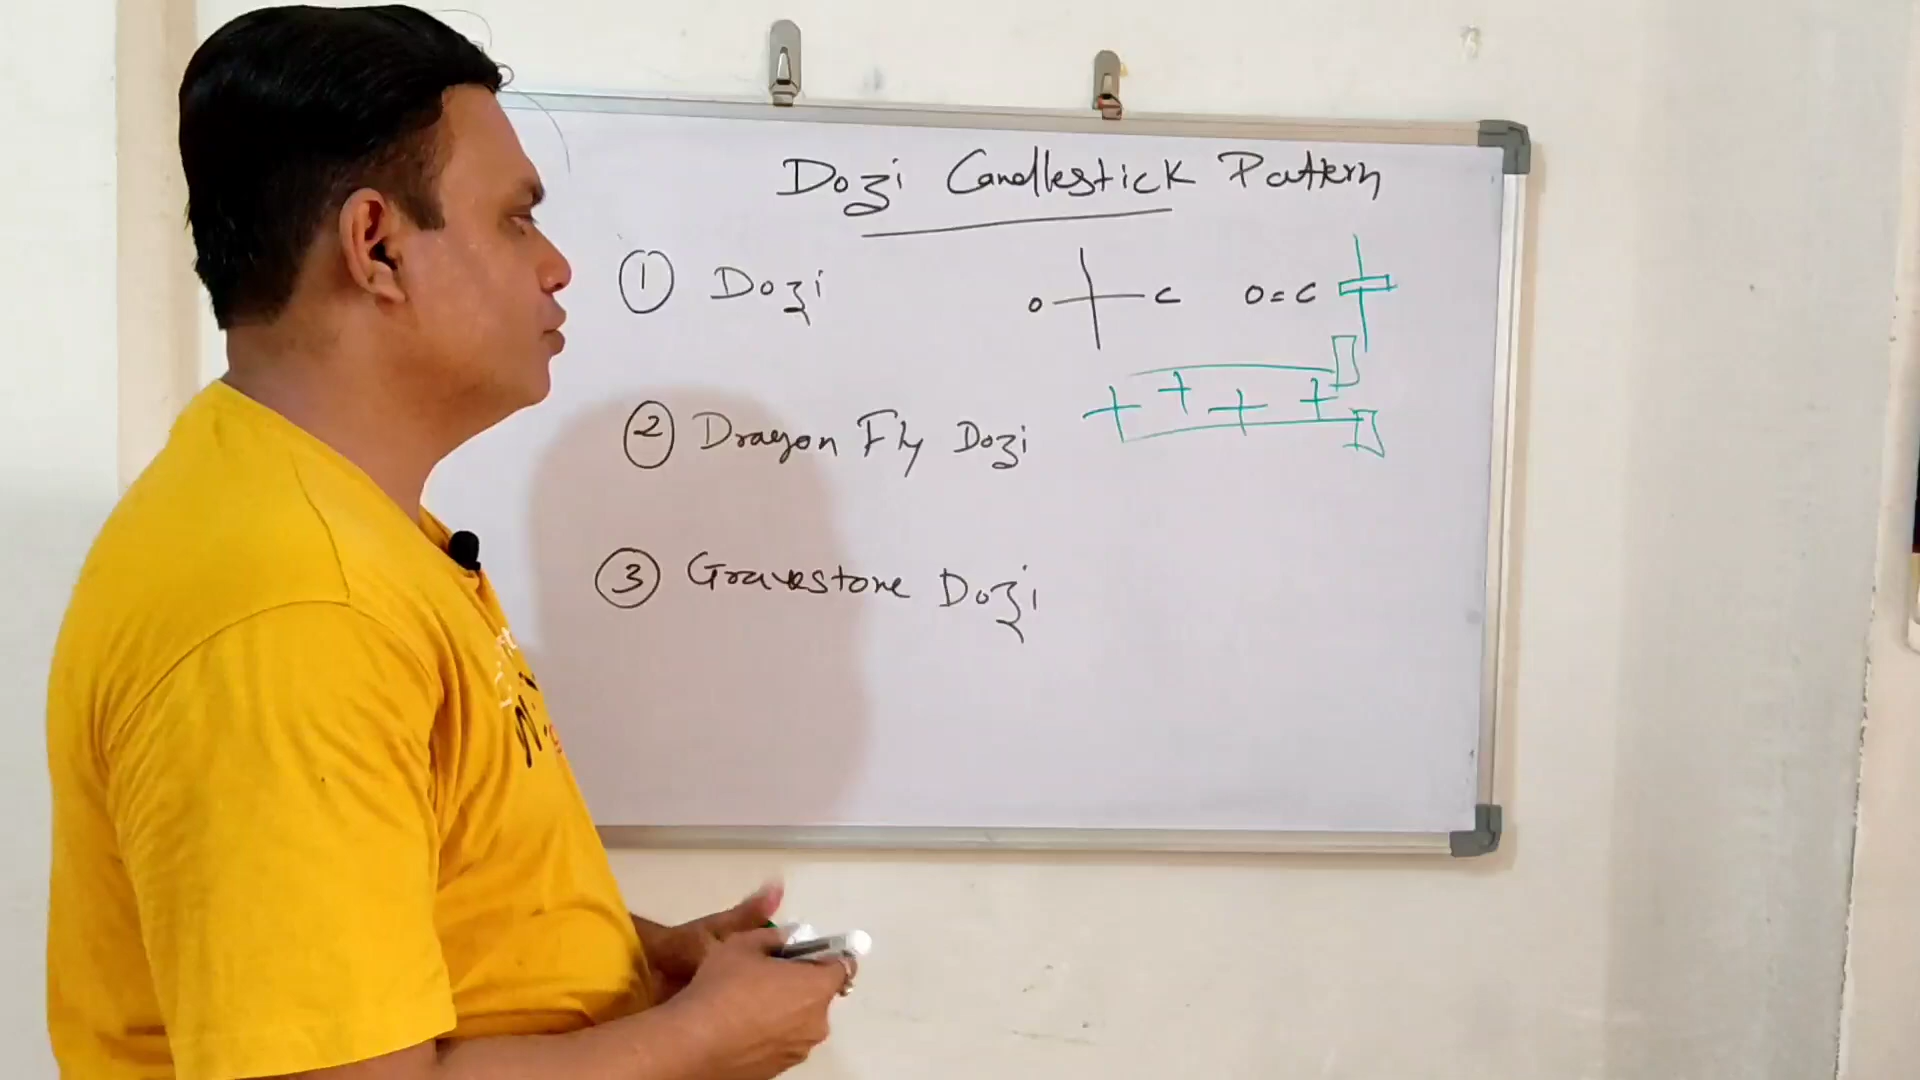 Dozi Candlestick Pattern
1 Dozi O C O = C
2 Dragon Fly Dozi
3 Gravestone Dozi